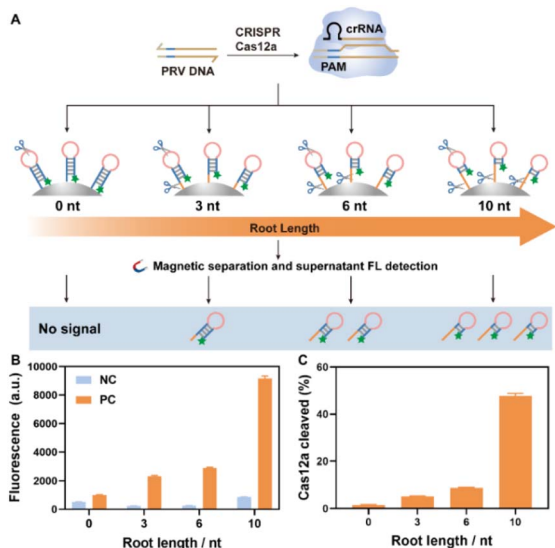 A
CRISPR
Cas12a
crRNA
PRV DNA
PAM
0 nt
3 nt
6 nt
10 nt
Root Length
Magnetic separation and supernatant FL detection
No signal
B
NC
PC
Fluorescence (a.u.)
10000
8000
6000
4000
2000
0
0
3
6
10
Root length / nt
C
Cas12a cleaved (%)
60
40
20
0
0
3
6
10
Root length / nt